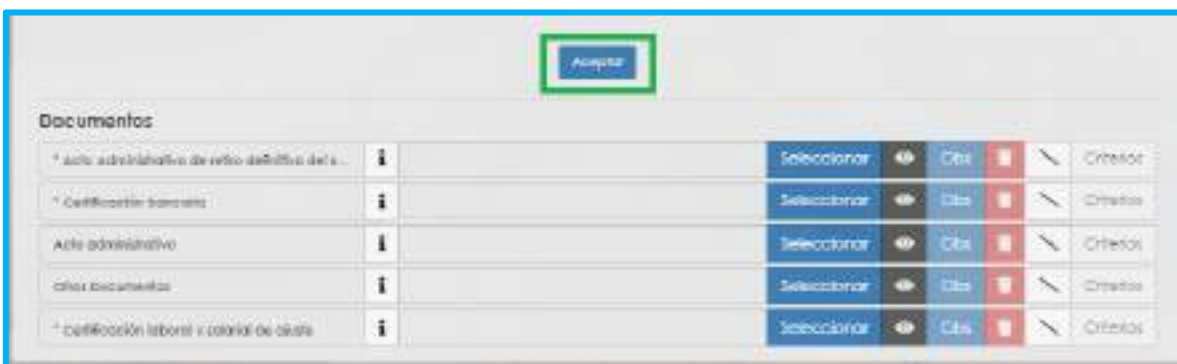 Aceptar
Documentos
* acto administrativo de retiro definitivo del s... i Seleccionar Obs Criterios
* Certificación bancaria i Seleccionar Obs Criterios
Acto administrativo i Seleccionar Obs Criterios
Otros Documentos i Seleccionar Obs Criterios
* Certificación laboral y salarial de ajuste i Seleccionar Obs Criterios